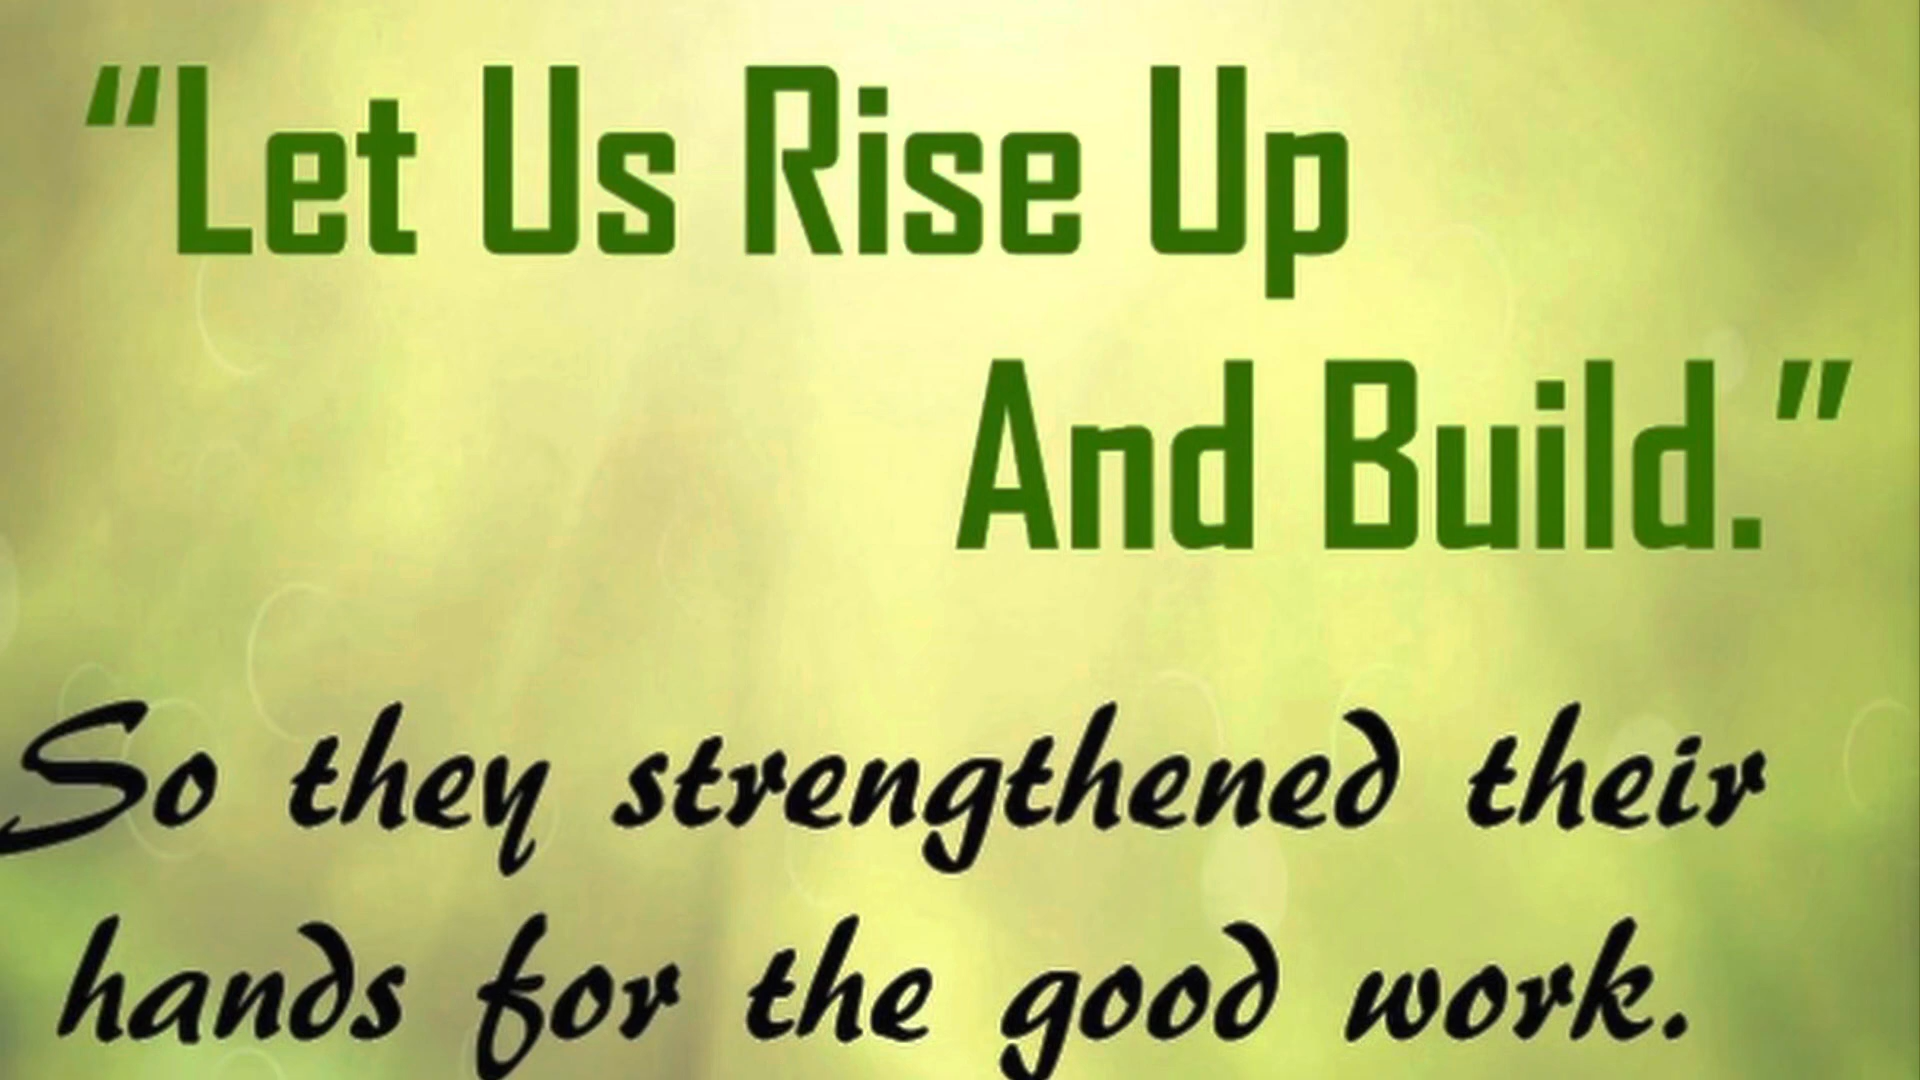 “Let Us Rise Up
And Build.”
So they strengthened their
hands for the good work.